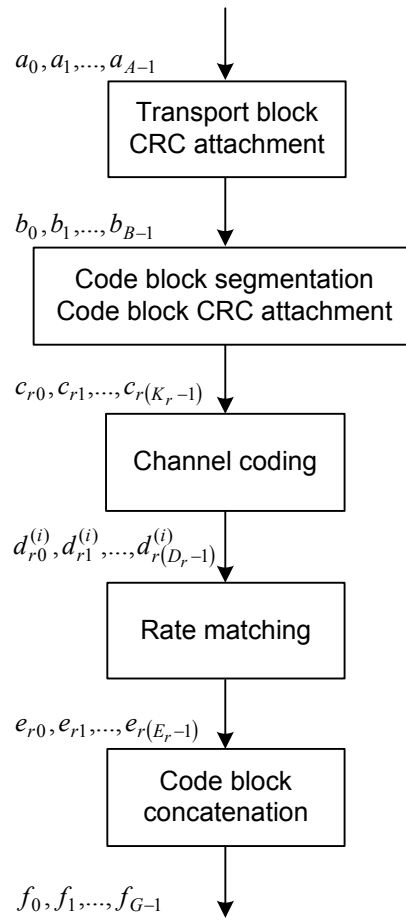 a_0, a_1,..., a_{A-1}
Transport block
CRC attachment
b_0, b_1,..., b_{B-1}
Code block segmentation
Code block CRC attachment
c_{r0}, c_{r1},..., c_{r(K_r-1)}
Channel coding
d_{r0}^{(i)}, d_{r1}^{(i)},..., d_{r(D_r-1)}^{(i)}
Rate matching
e_{r0}, e_{r1},..., e_{r(E_r-1)}
Code block
concatenation
f_0, f_1,..., f_{G-1}